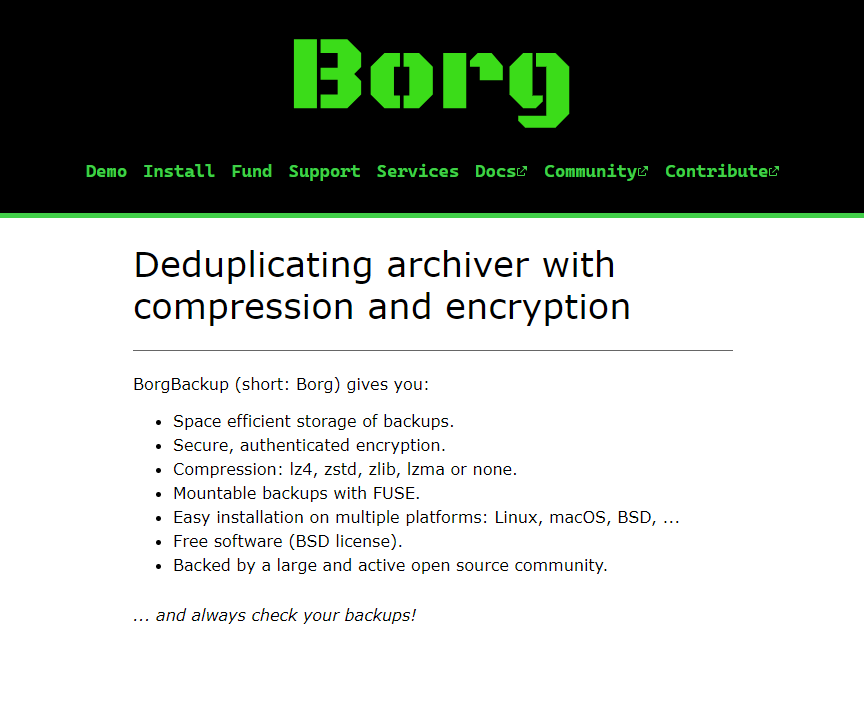 Borg
Demo Install Fund Support Services Docs Community Contribute
Deduplicating archiver with
compression and encryption
BorgBackup (short: Borg) gives you:
• Space efficient storage of backups.
• Secure, authenticated encryption.
• Compression: lz4, zstd, zlib, lzma or none.
• Mountable backups with FUSE.
• Easy installation on multiple platforms: Linux, macOS, BSD, ...
• Free software (BSD license).
• Backed by a large and active open source community.
... and always check your backups!